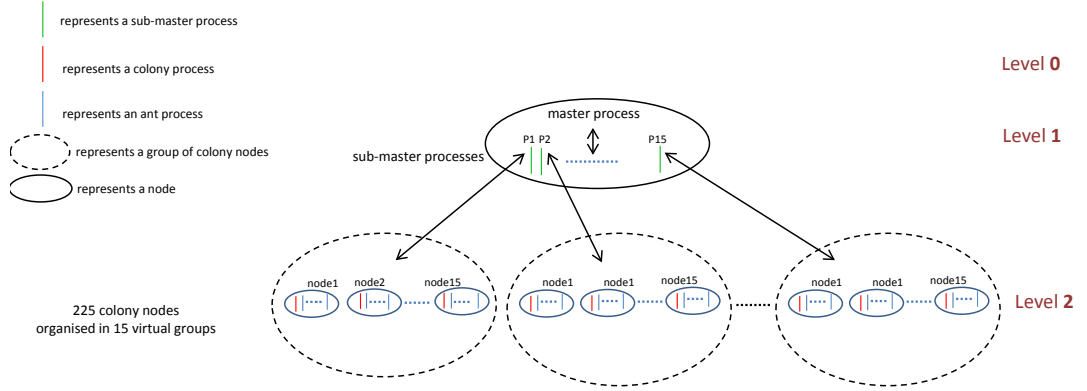 represents a sub-master process
represents a colony process
Level 0
represents an ant process
master process
Level 1
P1 P2
P15
represents a group of colony nodes
sub-master processes
represents a node
node1
node2
node15
node1
node1
node15
node1
node1
node15
225 colony nodes
organised in 15 virtual groups
Level 2